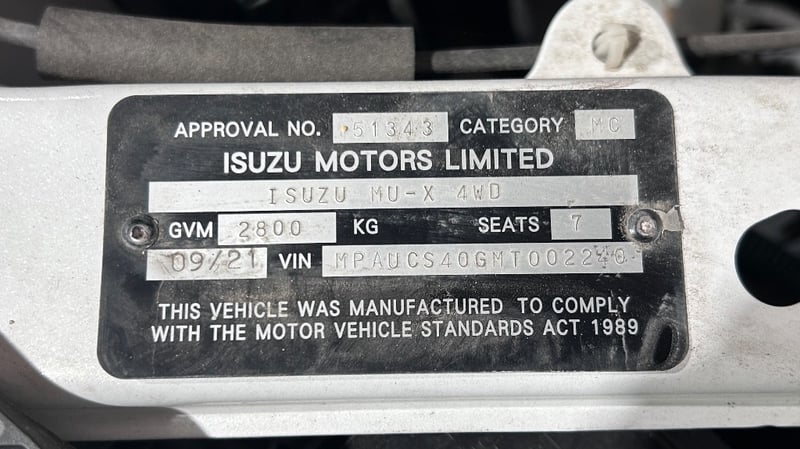 APPROVAL NO. 51343 CATEGORY MC
ISUZU MOTORS LIMITED
ISUZU MU-X 4WD
GVM 2800 KG SEATS 7
09/21 VIN MPAUCS40GMT002240
THIS VEHICLE WAS MANUFACTURED TO COMPLY
WITH THE MOTOR VEHICLE STANDARDS ACT 1989